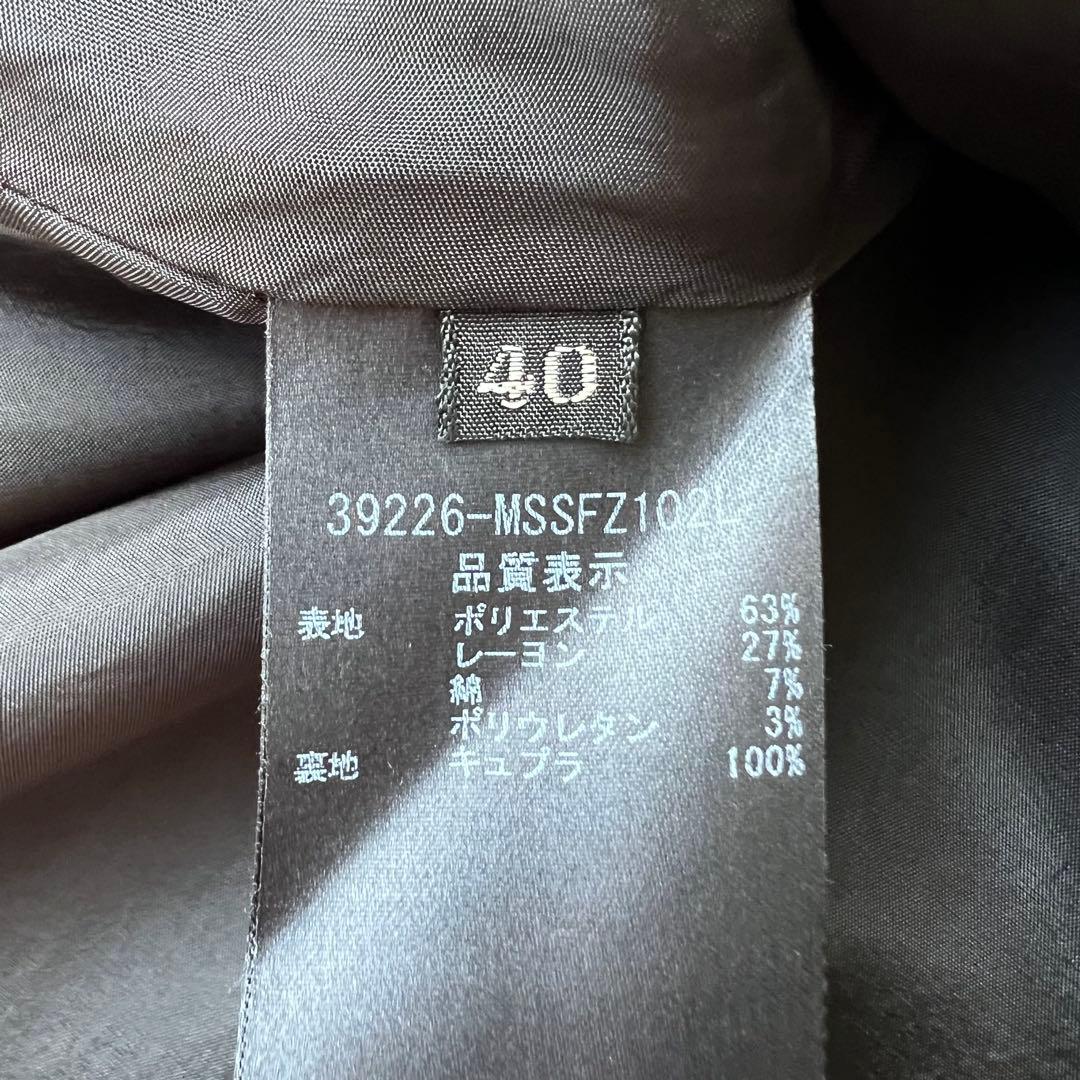 40
39226-MSSFZ102L
品質表示
表地 ポリエステル 63%
レーヨン 27%
綿 7%
ポリウレタン 3%
裏地 キュプラ 100%